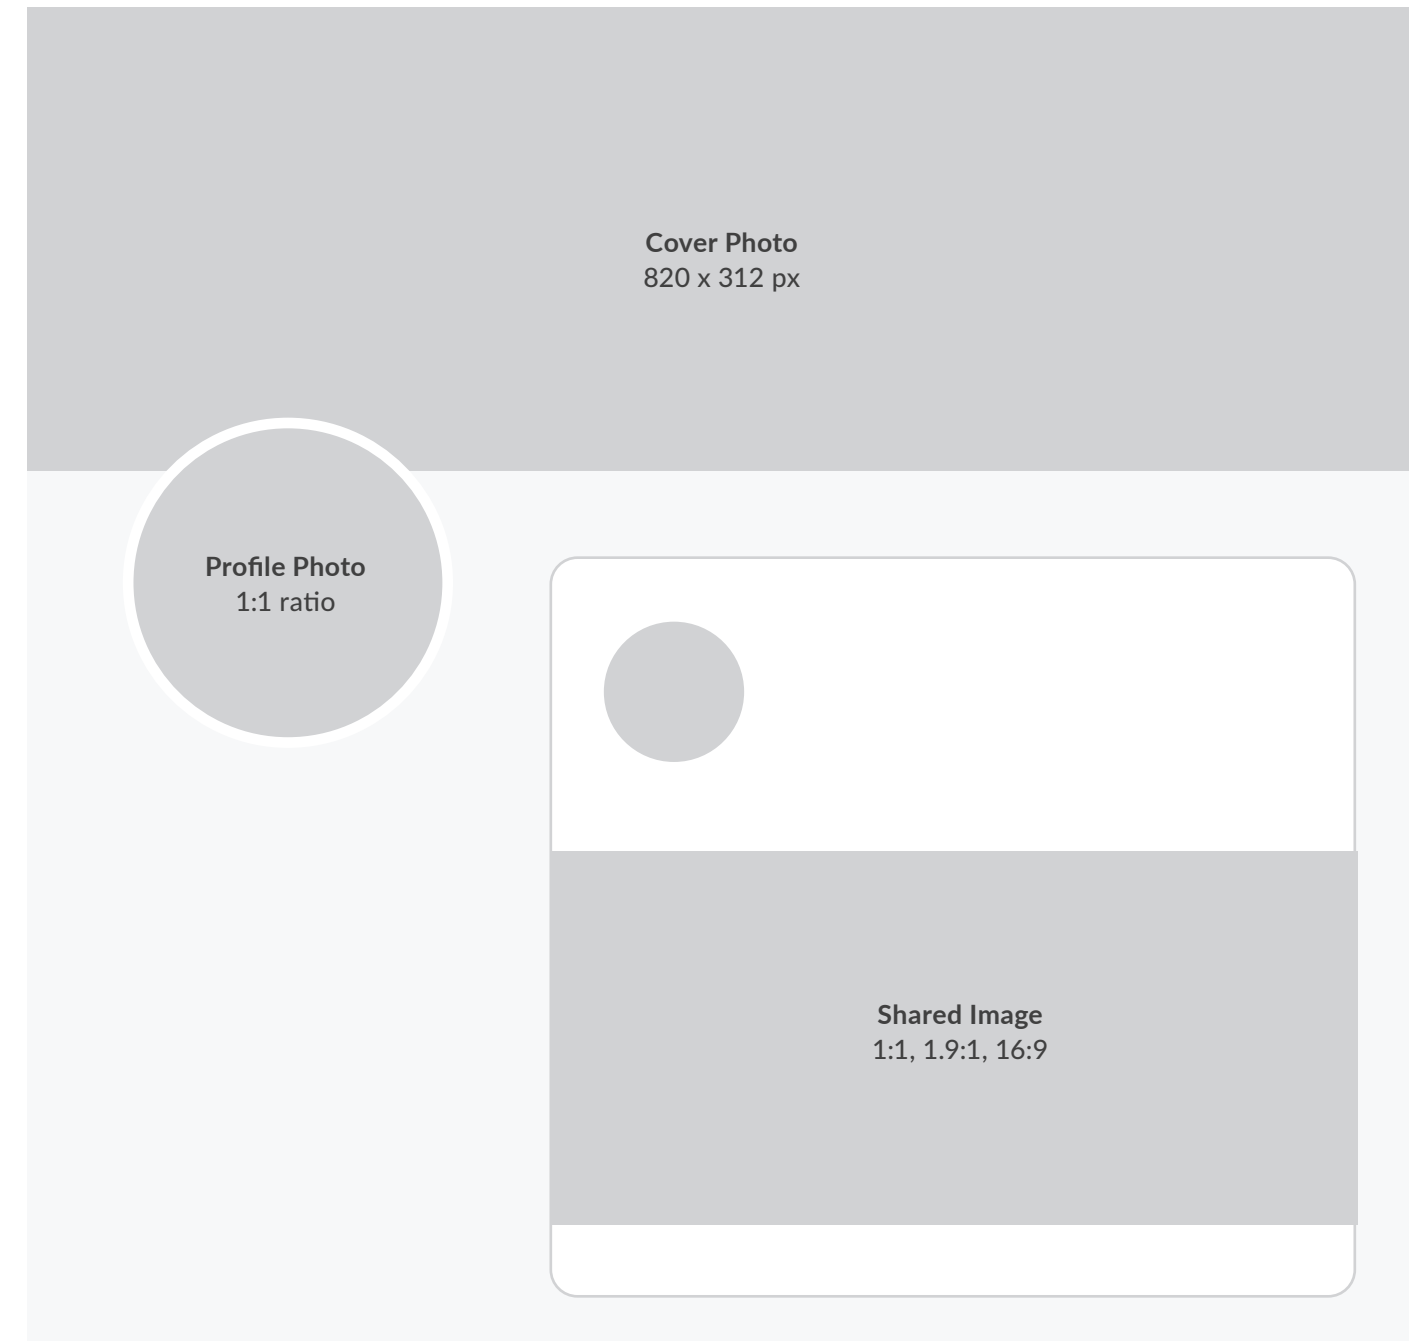 Cover Photo
820 x 312 px
Profile Photo
1:1 ratio
Shared Image
1:1, 1.9:1, 16:9